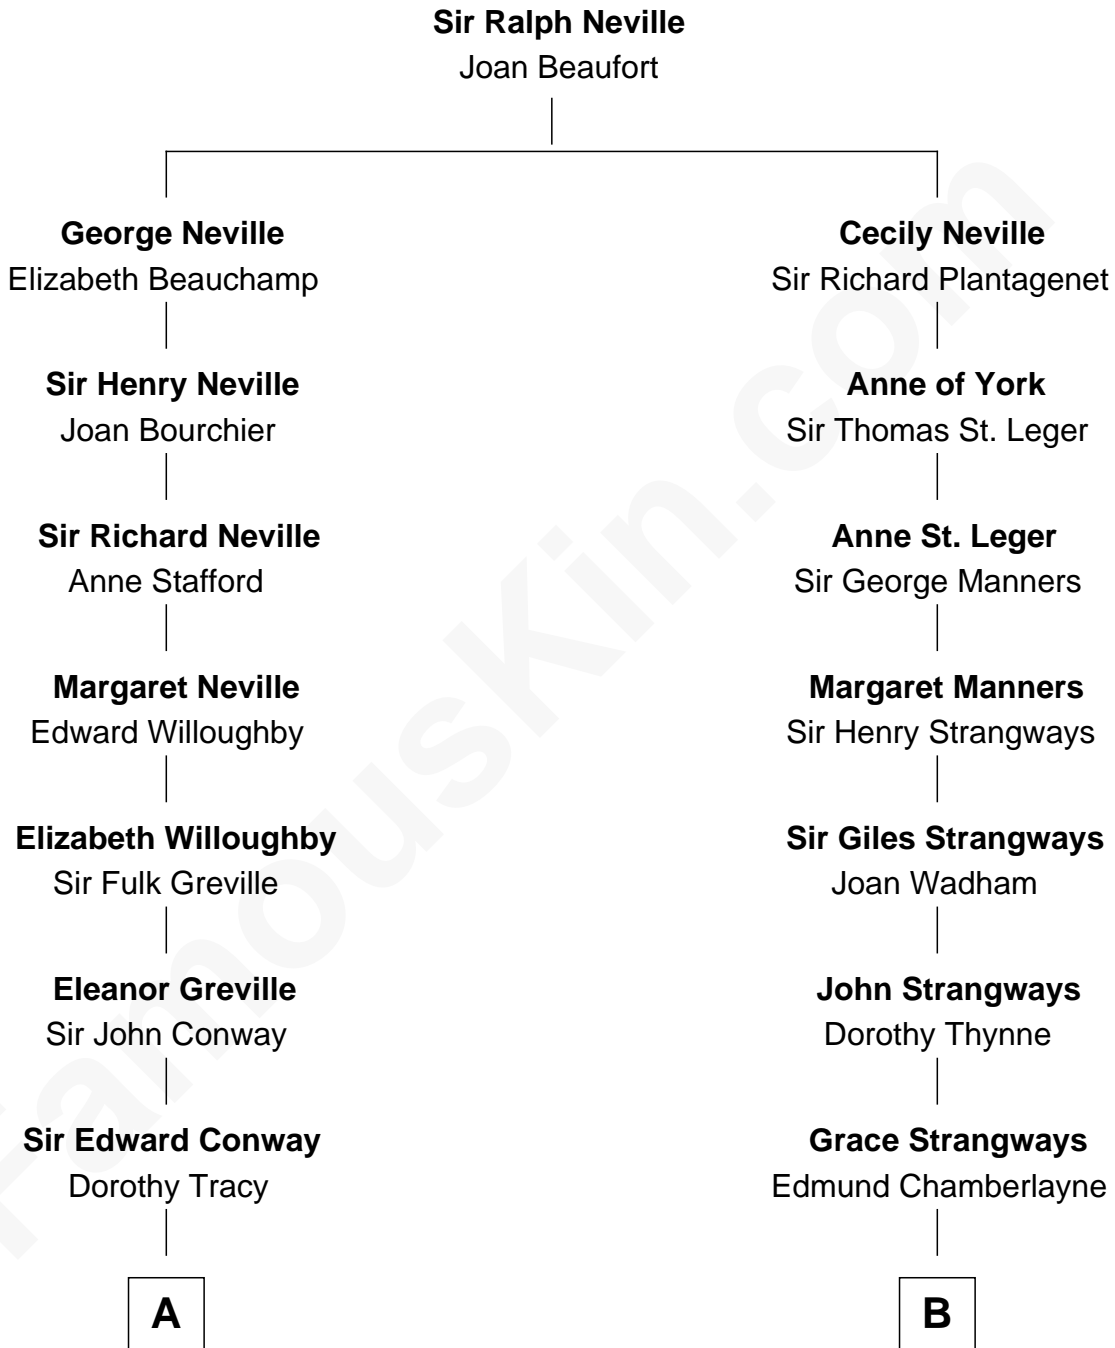 Sir Ralph Neville
Joan Beaufort
George Neville
Elizabeth Beauchamp
Sir Henry Neville
Joan Bourchier
Sir Richard Neville
Anne Stafford
Margaret Neville
Edward Willoughby
Elizabeth Willoughby
Sir Fulk Greville
Eleanor Greville
Sir John Conway
Sir Edward Conway
Dorothy Tracy
A
Cecily Neville
Sir Richard Plantagenet
Anne of York
Sir Thomas St. Leger
Anne St. Leger
Sir George Manners
Margaret Manners
Sir Henry Strangways
Sir Giles Strangways
Joan Wadham
John Strangways
Dorothy Thynne
Grace Strangways
Edmund Chamberlayne
B
FamousKin.com